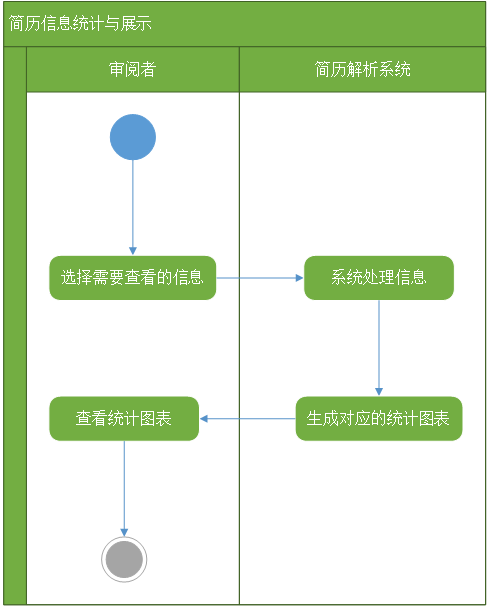 简历信息统计与展示
审阅者
简历解析系统
选择需要查看的信息
系统处理信息
查看统计图表
生成对应的统计图表